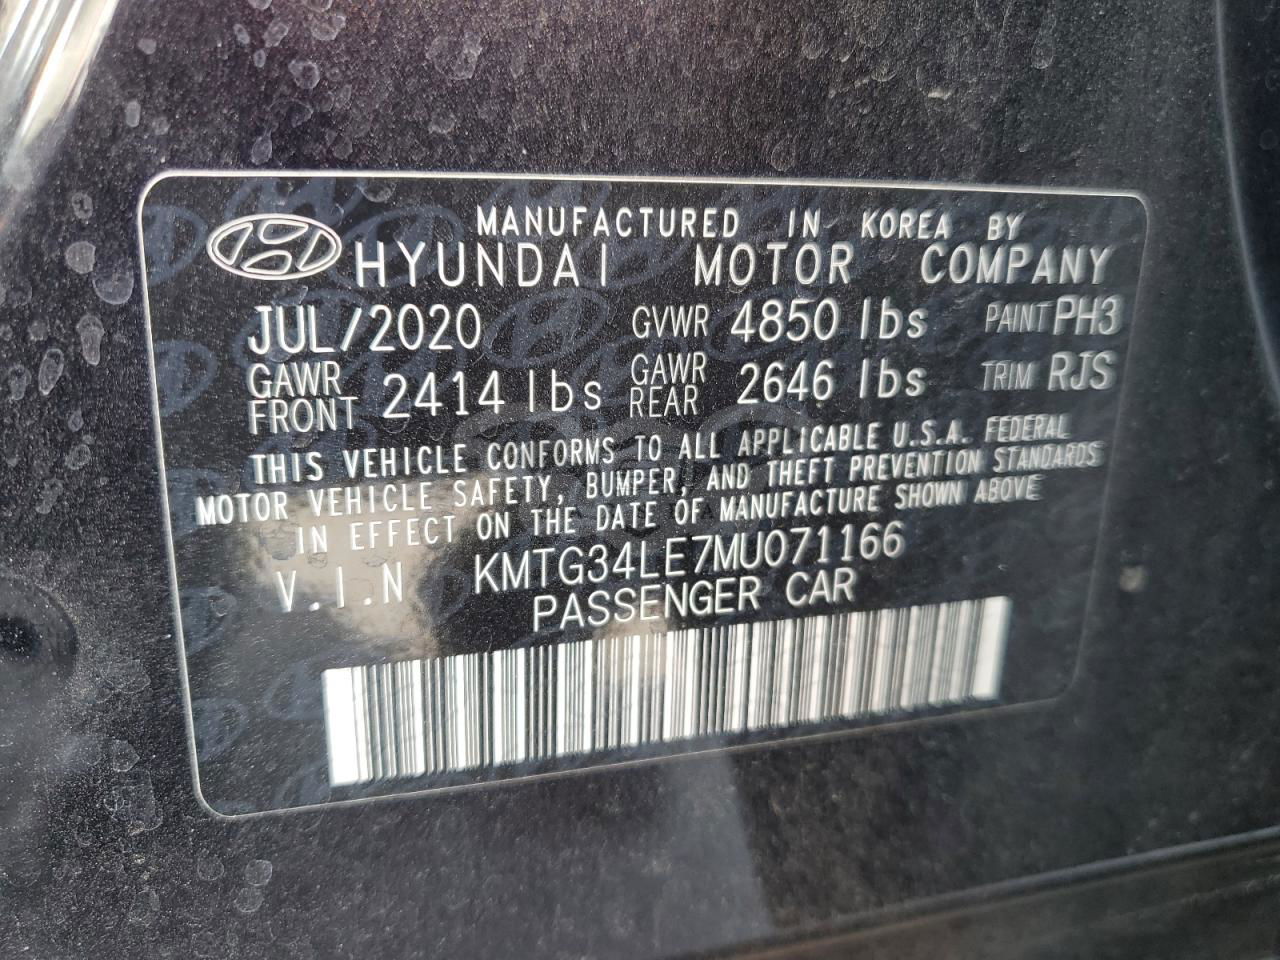 MANUFACTURED IN KOREA BY
HYUNDAI MOTOR COMPANY
JUL/2020 GVWR 4850 lbs PAINT PH3
GAWR FRONT 2414 lbs GAWR REAR 2646 lbs TRIM RJS
THIS VEHICLE CONFORMS TO ALL APPLICABLE U.S.A. FEDERAL
MOTOR VEHICLE SAFETY, BUMPER, AND THEFT PREVENTION STANDARDS
IN EFFECT ON THE DATE OF MANUFACTURE SHOWN ABOVE
V.I.N KMTG34LE7MU071166
PASSENGER CAR